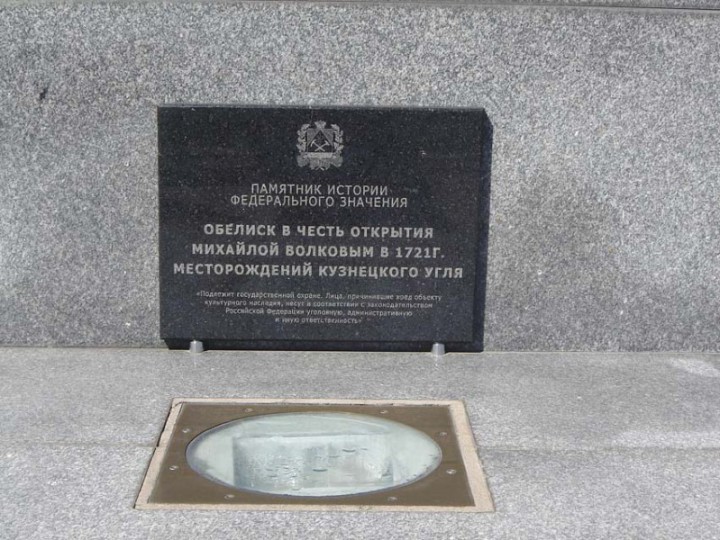 ПАМЯТНИК ИСТОРИИ
ФЕДЕРАЛЬНОГО ЗНАЧЕНИЯ
ОБЕЛИСК В ЧЕСТЬ ОТКРЫТИЯ
МИХАЙЛОЙ ВОЛКОВЫМ В 1721Г.
МЕСТОРОЖДЕНИЙ КУЗНЕЦКОГО УГЛЯ
«Подлежит государственной охране. Лица, причинившие вред объекту
культурного наследия, несут в соответствии с законодательством
Российской Федерации уголовную, административную
и иную ответственность»